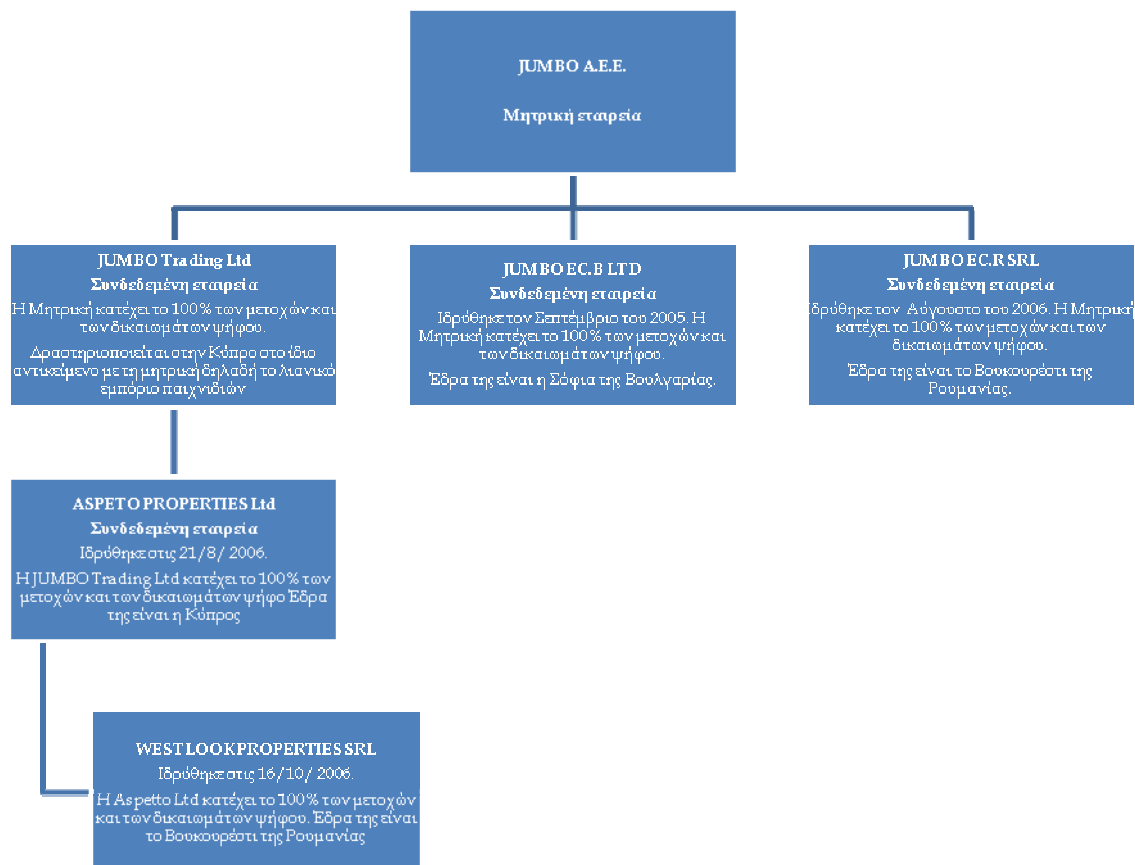 JUMBO A.E.E.
Μητρική εταιρεία
JUMBO Trading Ltd
Συνδεδεμένη εταιρεία
Η Μητρική κατέχει το 100% των μετοχών και
των δικαιωμάτων ψήφου.
Δραστηριοποιείται στην Κύπρο στο ίδιο
αντικείμενο με τη μητρική δηλαδή το λιανικό
εμπόριο παιχνιδιών
JUMBO EC.B LTD
Συνδεδεμένη εταιρεία
Ιδρύθηκε τον Σεπτέμβριο του 2005. Η
Μητρική κατέχει το 100% των μετοχών και
των δικαιωμάτων ψήφου.
Έδρα της είναι η Σόφια της Βουλγαρίας.
JUMBO EC.R SRL
Συνδεδεμένη εταιρεία
Ιδρύθηκε τον Αύγουστο του 2006. Η Μητρική
κατέχει το 100% των μετοχών και των
δικαιωμάτων ψήφου.
Έδρα της είναι το Βουκουρέστι της
Ρουμανίας.
ASPETO PROPERTIES Ltd
Συνδεδεμένη εταιρεία
Ιδρύθηκε στις 21/8/ 2006.
Η JUMBO Trading Ltd κατέχει το 100% των
μετοχών και των δικαιωμάτων ψήφο Έδρα
της είναι η Κύπρος
WEST LOOK PROPERTIES SRL
Ιδρύθηκε στις 16/10/ 2006.
Η Aspetto Ltd κατέχει το 100% των μετοχών
και των δικαιωμάτων ψήφου. Έδρα της είναι
το Βουκουρέστι της Ρουμανίας